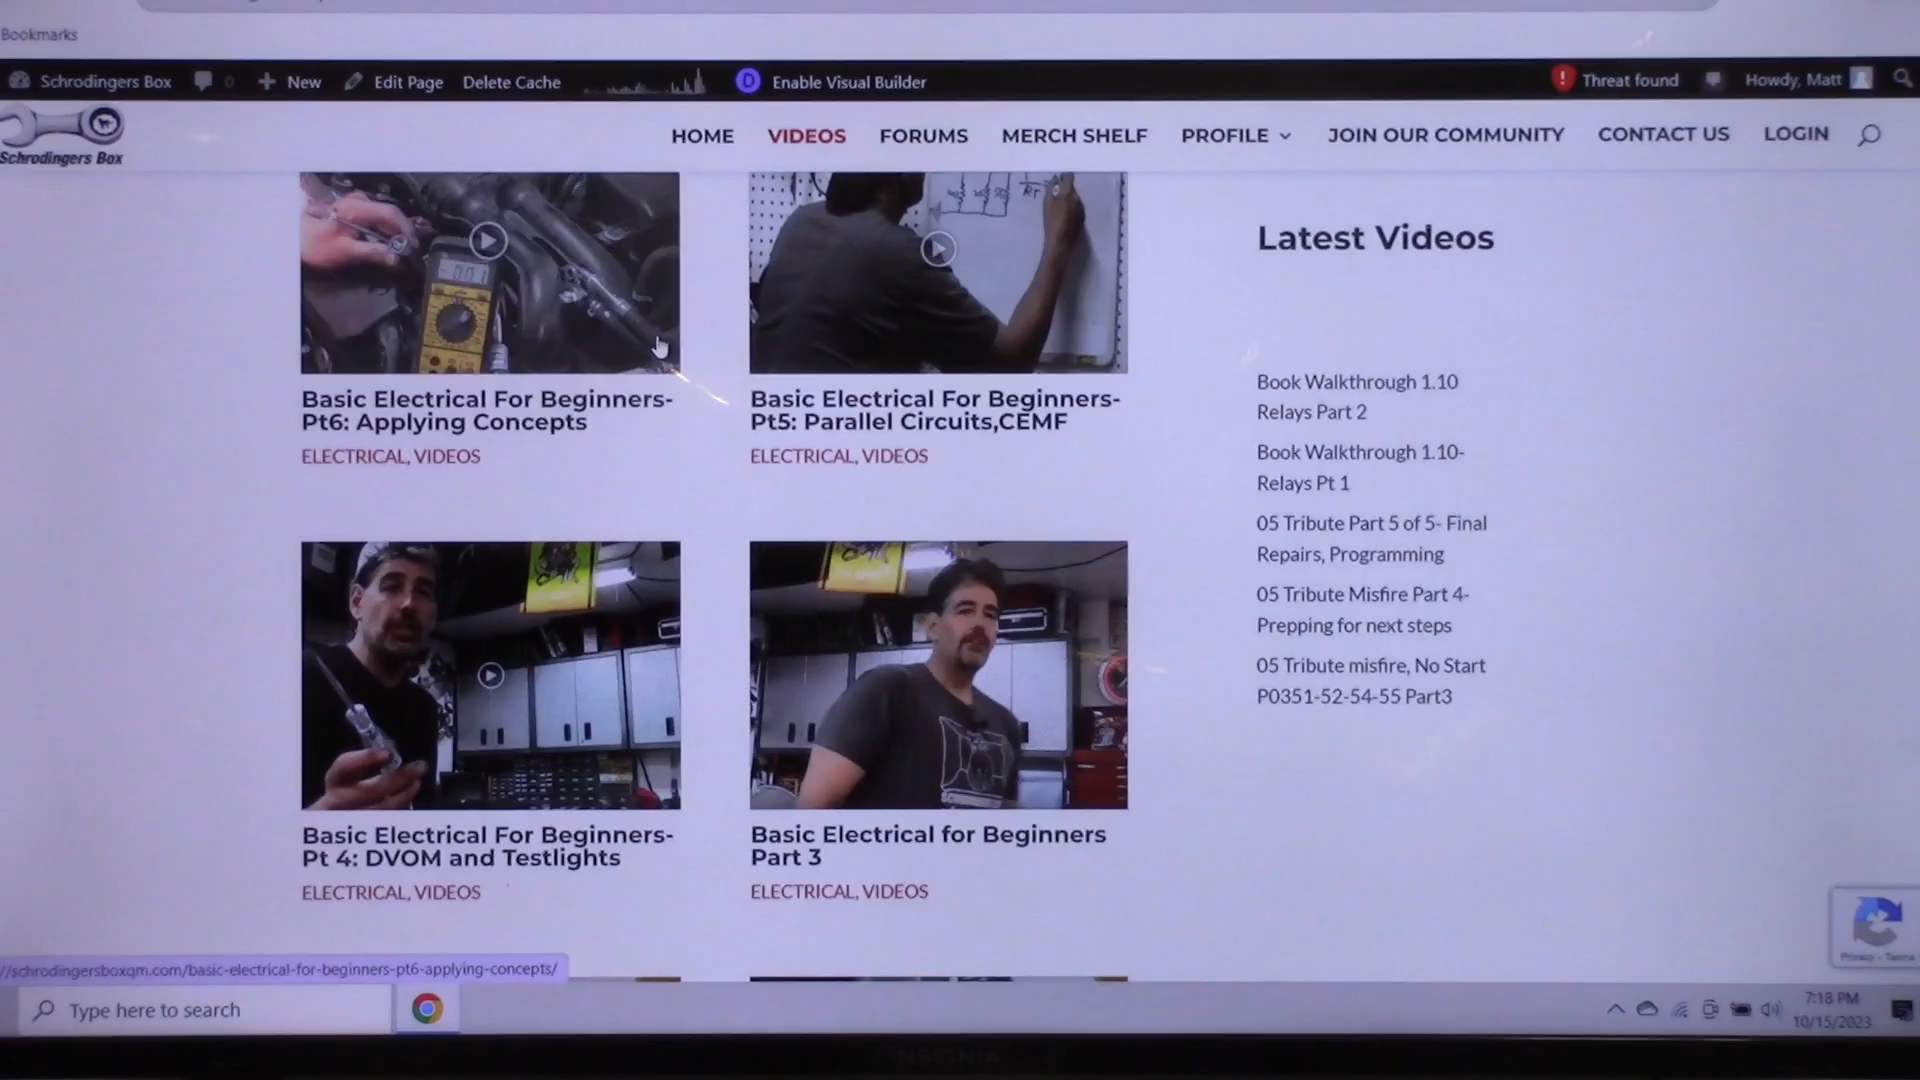 Bookmarks
Schrodingers Box 0 New Edit Page Delete Cache Enable Visual Builder Threat found Howdy, Matt
Schrodingers Box
HOME VIDEOS FORUMS MERCH SHELF PROFILE JOIN OUR COMMUNITY CONTACT US LOGIN
RT
-.001
Basic Electrical For Beginners-
Pt6: Applying Concepts
ELECTRICAL, VIDEOS
Basic Electrical For Beginners-
Pt5: Parallel Circuits,CEMF
ELECTRICAL, VIDEOS
Basic Electrical For Beginners-
Pt 4: DVOM and Testlights
ELECTRICAL, VIDEOS
Basic Electrical for Beginners
Part 3
ELECTRICAL, VIDEOS
Latest Videos
Book Walkthrough 1.10
Relays Part 2
Book Walkthrough 1.10-
Relays Pt 1
05 Tribute Part 5 of 5- Final
Repairs, Programming
05 Tribute Misfire Part 4-
Prepping for next steps
05 Tribute misfire, No Start
P0351-52-54-55 Part3
Privacy - Terms
//schrodingersboxqm.com/basic-electrical-for-beginners-pt6-applying-concepts/
Type here to search
7:18 PM
10/15/2023
INSIGNIA